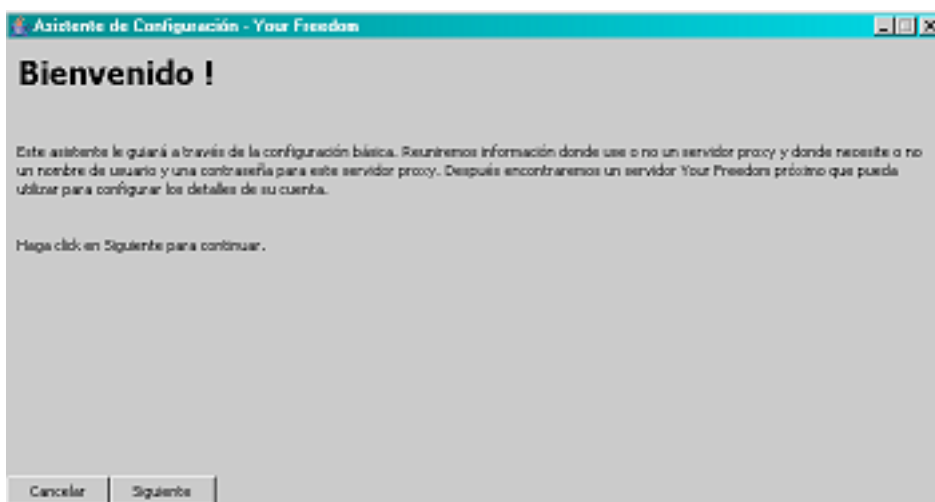 Asistente de Configuración - Your Freedom
Bienvenido !
Este asistente le guiará a través de la configuración básica. Reuniremos información donde use o no un servidor proxy y donde necesite o no
un nombre de usuario y una contraseña para este servidor proxy. Después encontraremos un servidor Your Freedom próximo que pueda
utilizar para configurar los detalles de su cuenta.
Haga click en Siguiente para continuar.
Cancelar Siguiente